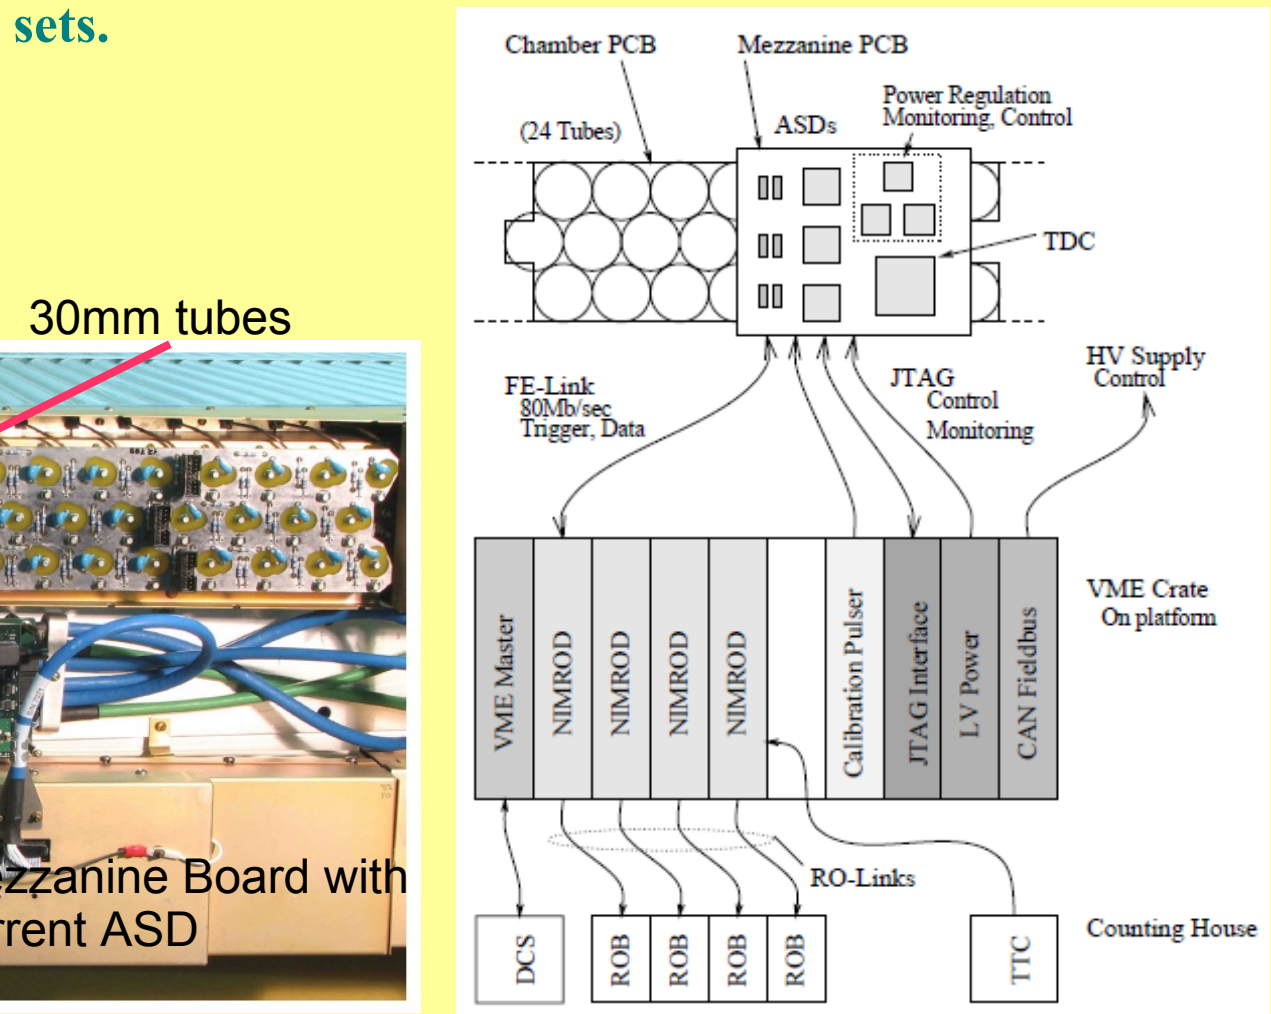 sets.
30mm tubes
Board with
ASD
Chamber PCB
Mezzanine PCB
(24 Tubes)
ASDs
Power Regulation
Monitoring, Control
TDC
FE-Link
80Mb/sec
Trigger, Data
JTAG
Control
Monitoring
HV Supply
Control
VME Master
NIMROD
NIMROD
NIMROD
NIMROD
Calibration Pulser
JTAG Interface
LV Power
CAN Fieldbus
VME Crate
On platform
RO-Links
DCS
ROB
ROB
ROB
ROB
TTC
Counting House